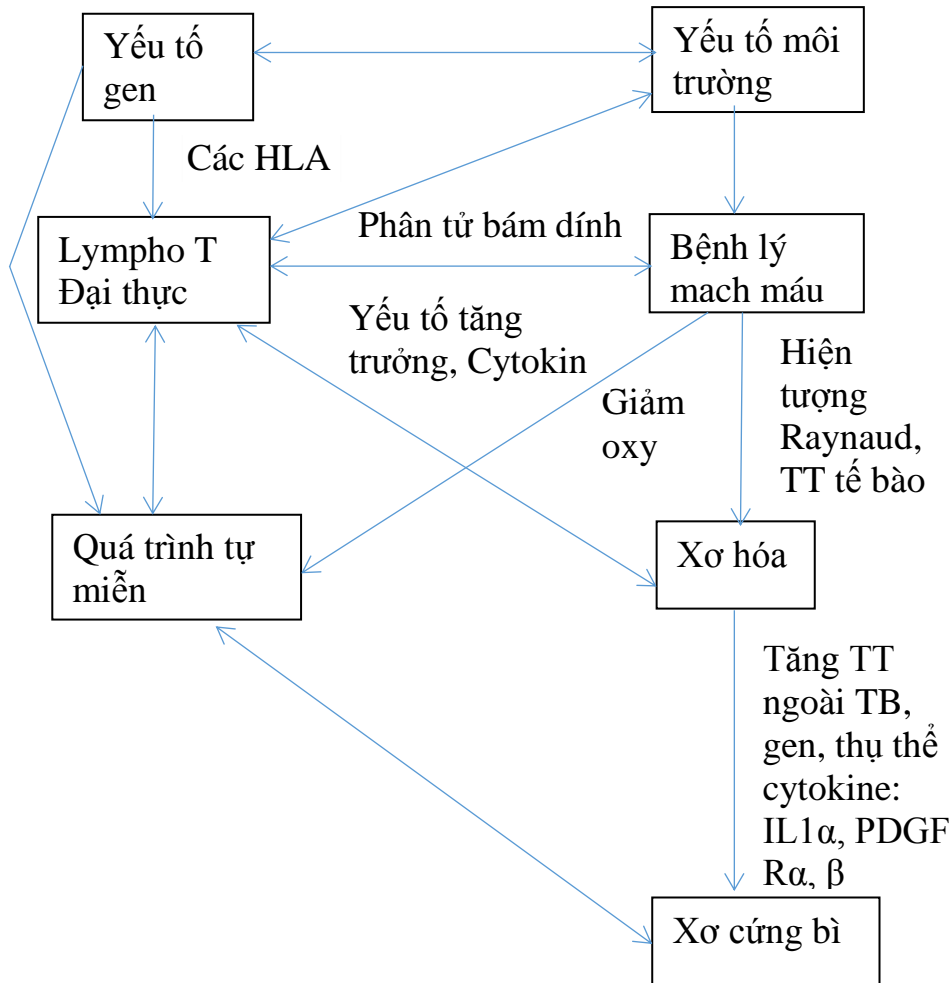 Yếu tố
gen
Yếu tố môi
trường
Các HLA
Lympho T
Đại thực
Phân tử bám dính
Bệnh lý
mach máu
Yếu tố tăng
trưởng, Cytokin
Giảm
oxy
Hiện
tượng
Raynaud,
TT tế bào
Quá trình tự
miễn
Xơ hóa
Tăng TT
ngoài TB,
gen, thụ thể
cytokine:
IL1α, PDGF
Rα, β
Xơ cứng bì